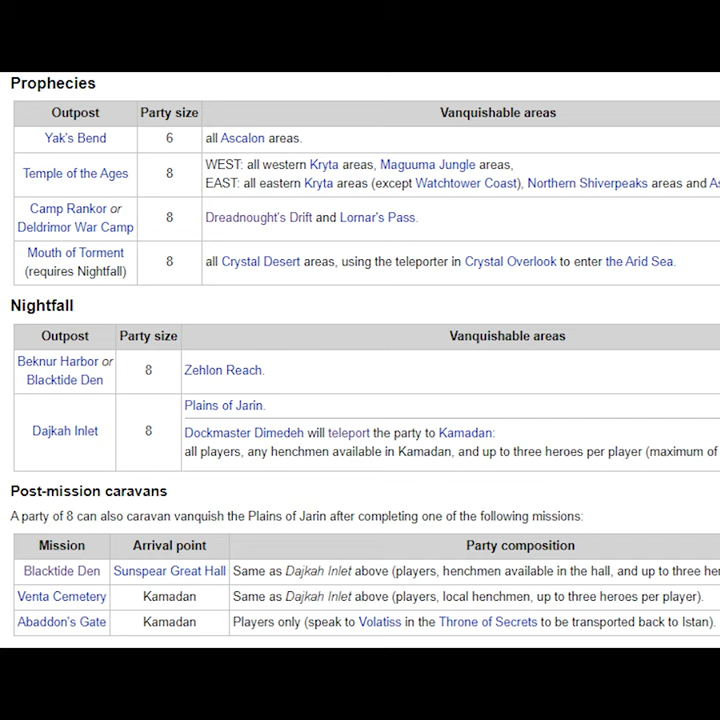 Prophecies
Outpost Party size Vanquishable areas
Yak's Bend 6 all Ascalon areas.
Temple of the Ages 8 WEST: all western Kryta areas, Maguuma Jungle areas,
EAST: all eastern Kryta areas (except Watchtower Coast), Northern Shiverpeaks areas and
Camp Rankor or
Deldrimor War Camp 8 Dreadnought's Drift and Lornar's Pass.
Mouth of Torment
(requires Nightfall) 8 all Crystal Desert areas, using the teleporter in Crystal Overlook to enter the Arid Sea.
Nightfall
Outpost Party size Vanquishable areas
Beknur Harbor or
Blacktide Den 8 Zehlon Reach.
Dajkah Inlet 8 Plains of Jarin.
Dockmaster Dimedeh will teleport the party to Kamadan:
all players, any henchmen available in Kamadan, and up to three heroes per player (maximum of
Post-mission caravans
A party of 8 can also caravan vanquish the Plains of Jarin after completing one of the following missions:
Mission Arrival point Party composition
Blacktide Den Sunspear Great Hall Same as Dajkah Inlet above (players, henchmen available in the hall, and up to three
Venta Cemetery Kamadan Same as Dajkah Inlet above (players, local henchmen, up to three heroes per player).
Abaddon's Gate Kamadan Players only (speak to Volatiss in the Throne of Secrets to be transported back to Istan).